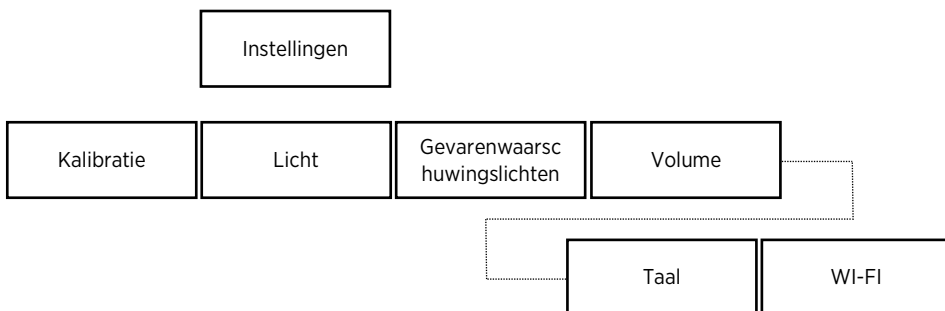 Instellingen
Kalibratie
Licht
Gevarenwaarsc
huwingslichten
Volume
Taal
WI-FI